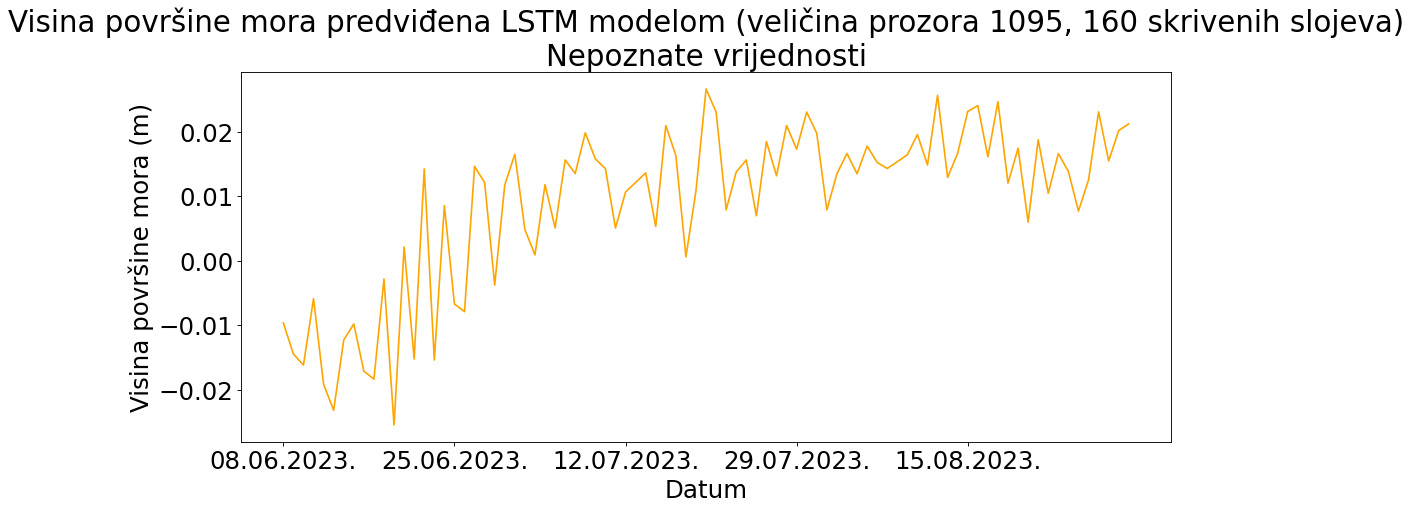 Visina površine mora predviđena LSTM modelom (veličina prozora 1095, 160 skrivenih slojeva)
Nepoznate vrijednosti
Visina površine mora (m)
0.02
0.01
0.00
−0.01
−0.02
08.06.2023. 25.06.2023. 12.07.2023. 29.07.2023. 15.08.2023.
Datum